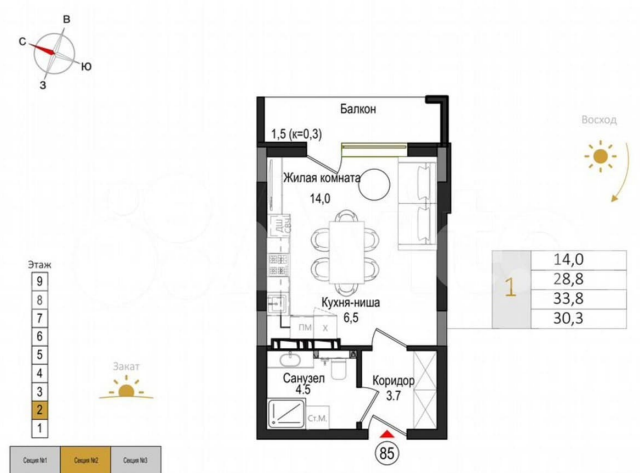 В
С
Ю
З
Балкон
1,5 (к=0,3)
Восход
Жилая комната
14,0
ДШ
СВЧ
14,0
28,8
33,8
30,3
1
Этаж
9
8
7
6
5
4
3
2
1
Кухня-ниша
6,5
ПМ
Х
Закат
Санузел
4.5
Коридор
3.7
Ст.М.
85
Секция №1
Секция №2
Секция №3